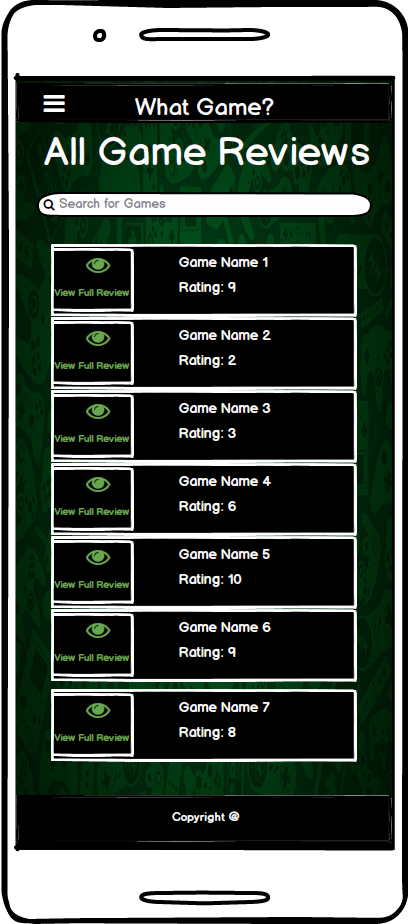 What Game?
All Game Reviews
Search for Games
Game Name 1
Rating: 9
View Full Review
Game Name 2
Rating: 2
View Full Review
Game Name 3
Rating: 3
View Full Review
Game Name 4
Rating: 6
View Full Review
Game Name 5
Rating: 10
View Full Review
Game Name 6
Rating: 9
View Full Review
Game Name 7
Rating: 8
View Full Review
Copyright @